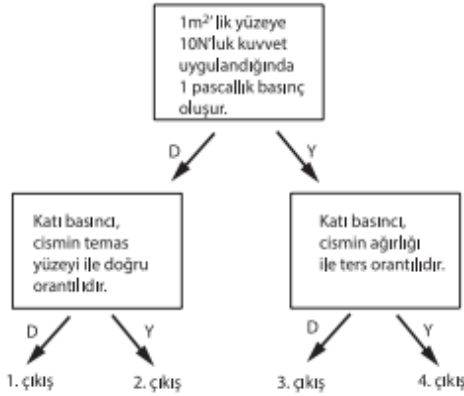 1m²' lik yüzeye
10N'luk kuvvet
uygulandığında
1 pascallık basınç
oluşur.
D
Y
Katı basıncı,
cismin temas
yüzeyi ile doğru
orantılıdır.
Katı basıncı,
cismin ağırlığı
ile ters orantılıdır.
D
Y
D
Y
1. çıkış
2. çıkış
3. çıkış
4. çıkış